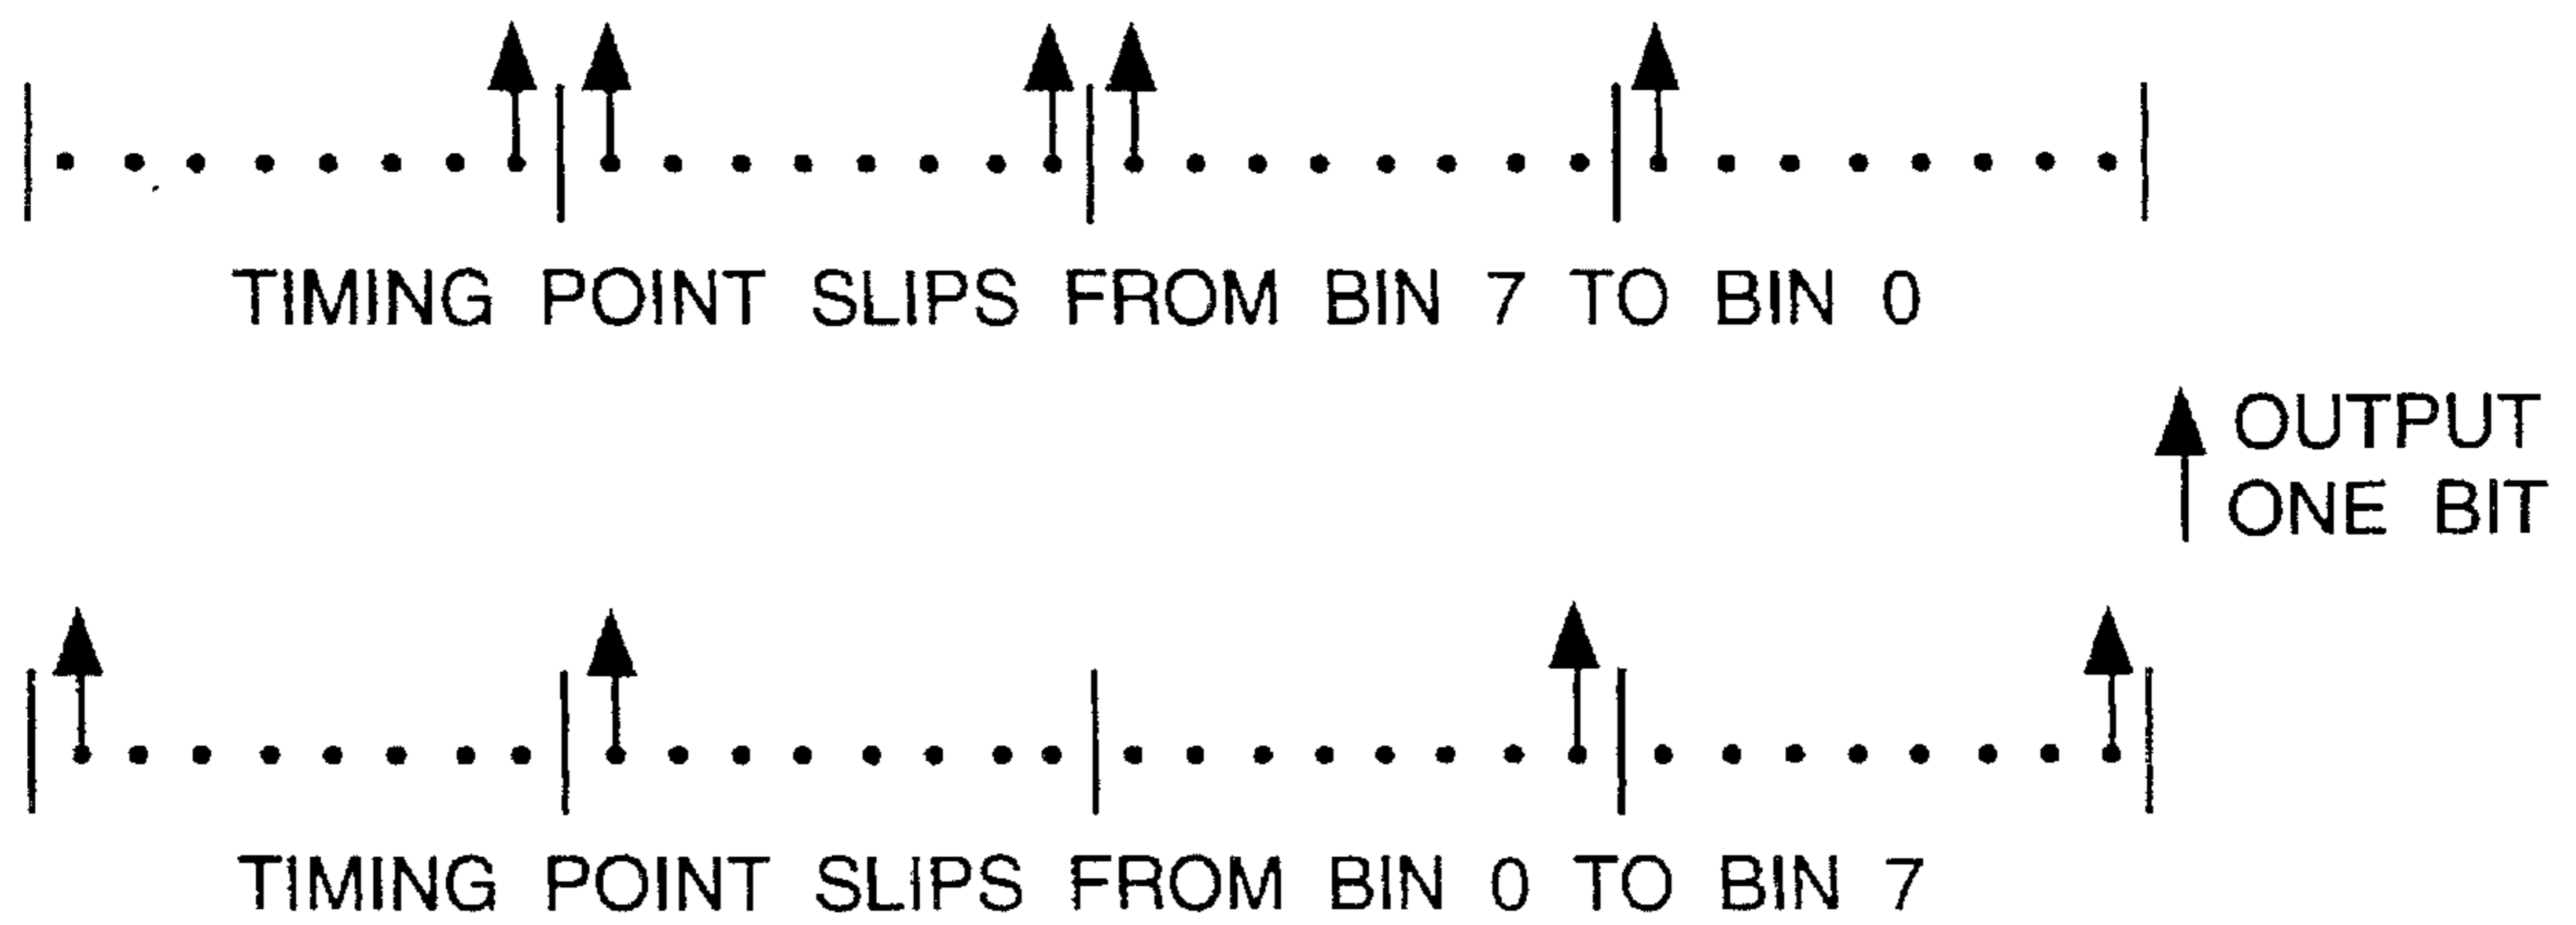 TIMING POINT SLIPS FROM BIN 7 TO BIN 0
OUTPUT
ONE BIT
TIMING POINT SLIPS FROM BIN 0 TO BIN 7